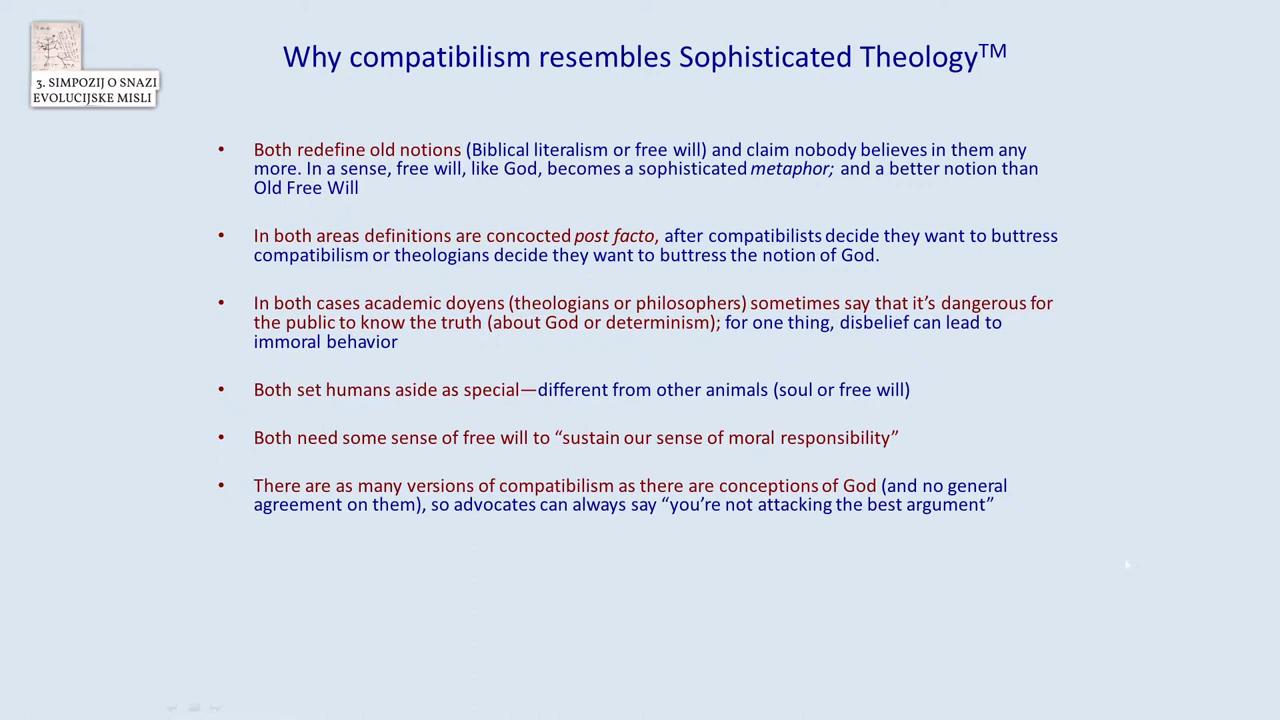 3. SIMPOZIJ O SNAZI
EVOLUCIJSKE MISLI
Why compatibilism resembles Sophisticated Theology™
• Both redefine old notions (Biblical literalism or free will) and claim nobody believes in them any
more. In a sense, free will, like God, becomes a sophisticated metaphor; and a better notion than
Old Free Will
• In both areas definitions are concocted post facto, after compatibilists decide they want to buttress
compatibilism or theologians decide they want to buttress the notion of God.
• In both cases academic doyens (theologians or philosophers) sometimes say that it’s dangerous for
the public to know the truth (about God or determinism); for one thing, disbelief can lead to
immoral behavior
• Both set humans aside as special—different from other animals (soul or free will)
• Both need some sense of free will to “sustain our sense of moral responsibility”
• There are as many versions of compatibilism as there are conceptions of God (and no general
agreement on them), so advocates can always say “you’re not attacking the best argument”